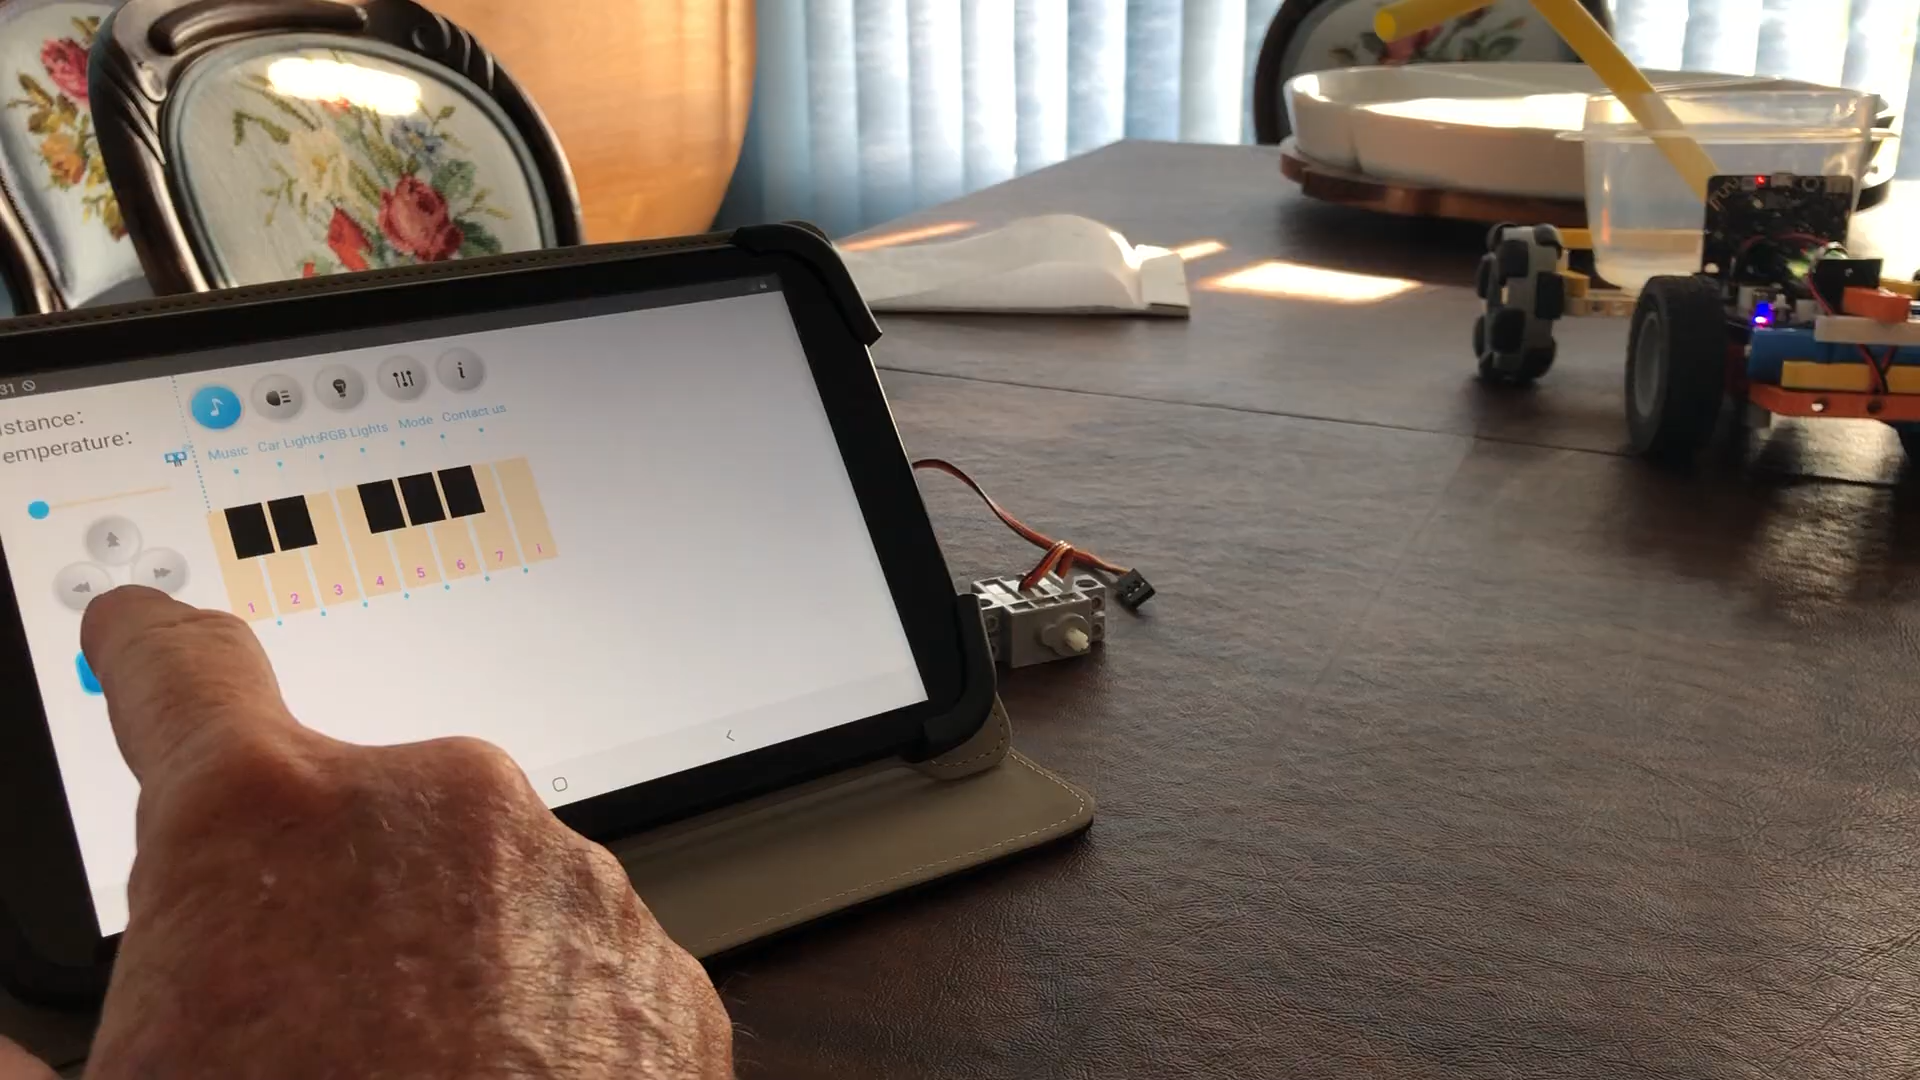 31
istance:
emperature:
Music Car Lights RGB Lights Mode Contact us
1 2 3 4 5 6 7 i